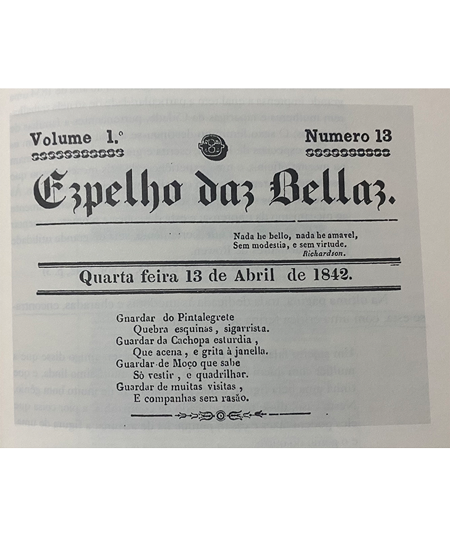 Volume 1.º
Numero 13
Ezpelho daz Bellaz.
Nada he bello, nada he amavel,
Sem modestia, e sem virtude.
Richardson.
Quarta feira 13 de Abril de 1842.
Guardar do Pintalegrete
Quebra esquinas, sigarrista.
Guardar da Cachopa esturdia,
Que acena, e grita à janella.
Guardar de Moço que sabe
Só vestir, e quadrilhar.
Guardar de muitas visitas,
E companhas sem rasão.